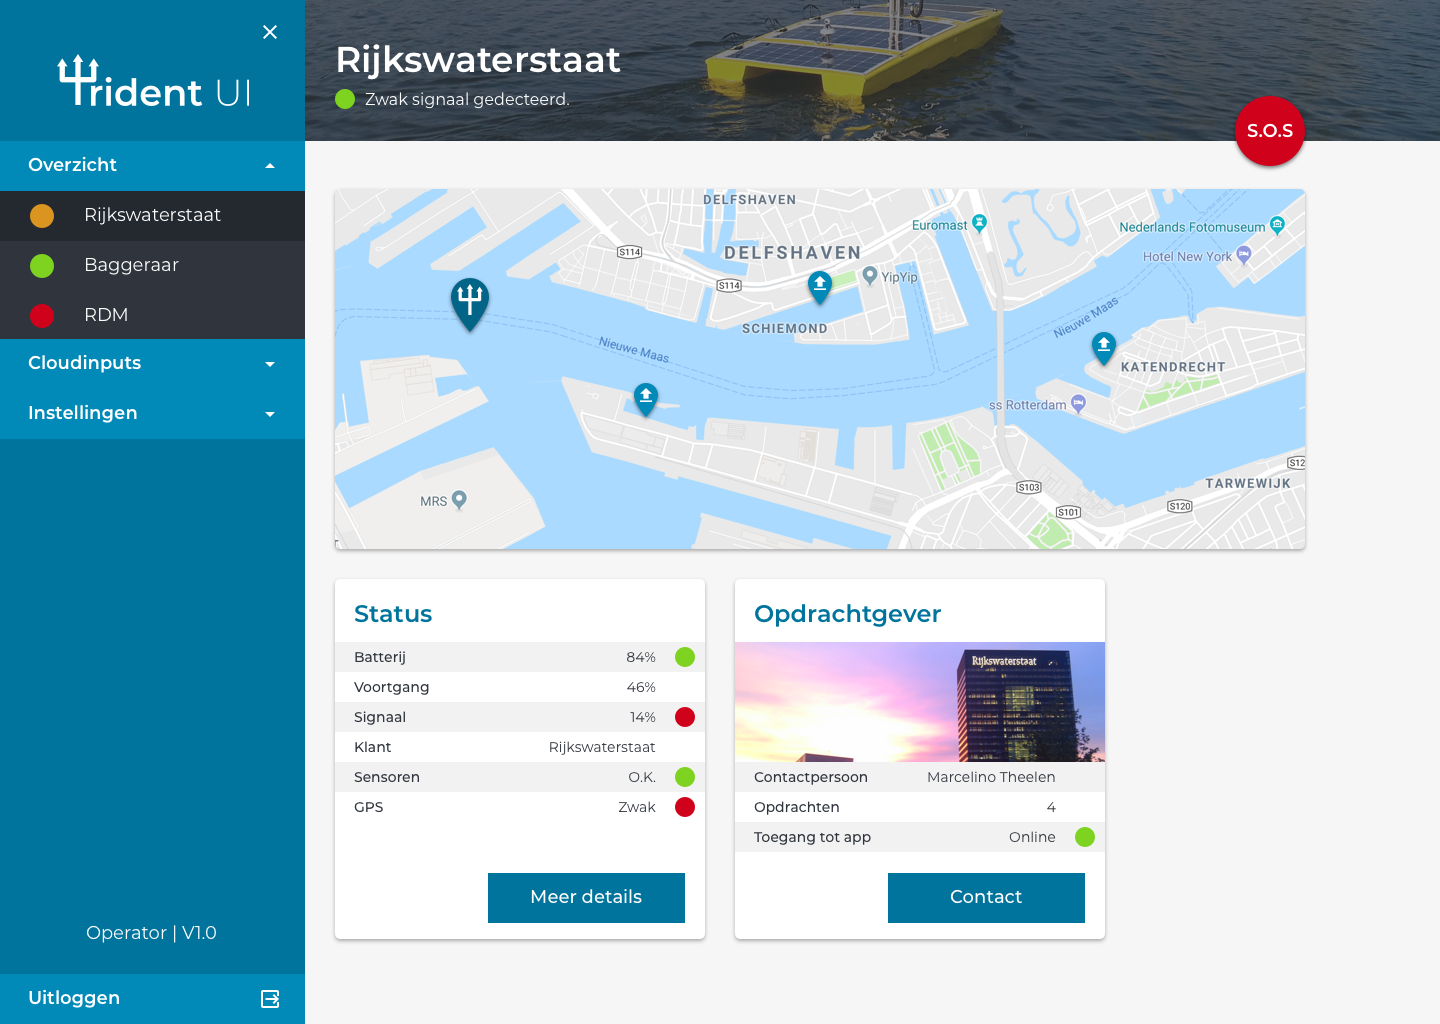 Trident UI
Overzicht
Rijkswaterstaat
Baggeraar
RDM
Cloudinputs
Instellingen
Operator | V1.0
Uitloggen
Rijkswaterstaat
Zwak signaal gedecteerd.
S.O.S
DELFSHAVEN
Euromast
Nederlands Fotomuseum
S114
DELFSHAVEN
Hotel New York
S114
YipYip
SCHIEMOND
Nieuwe Maas
Nieuwe Maas
KATENDRECHT
ss Rotterdam
S12
TARWEWIJK
S103
MRS
S101
S120
Status
Batterij 84%
Voortgang 46%
Signaal 14%
Klant Rijkswaterstaat
Sensoren O.K.
GPS Zwak
Meer details
Opdrachtgever
Rijkswaterstaat
Contactpersoon Marcelino Theelen
Opdrachten 4
Toegang tot app Online
Contact